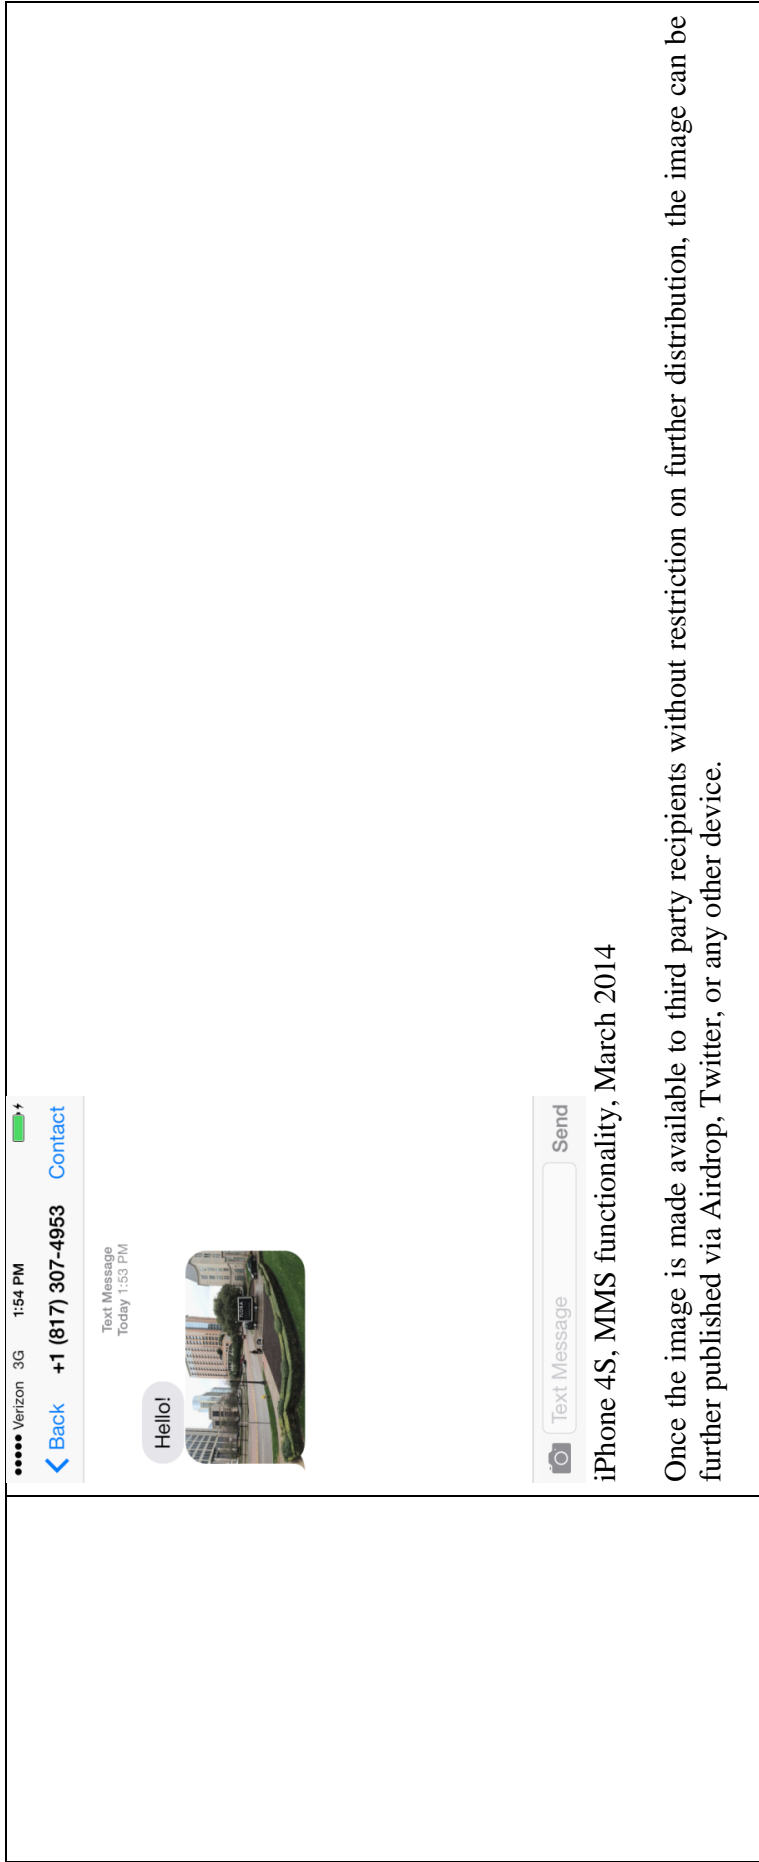 Verizon 3G 1:54 PM
Back +1 (817) 307-4953 Contact
Text Message
Today 1:53 PM
Hello!
Text Message Send
iPhone 4S, MMS functionality, March 2014
Once the image is made available to third party recipients without restriction on further distribution, the image can be
further published via Airdrop, Twitter, or any other device.